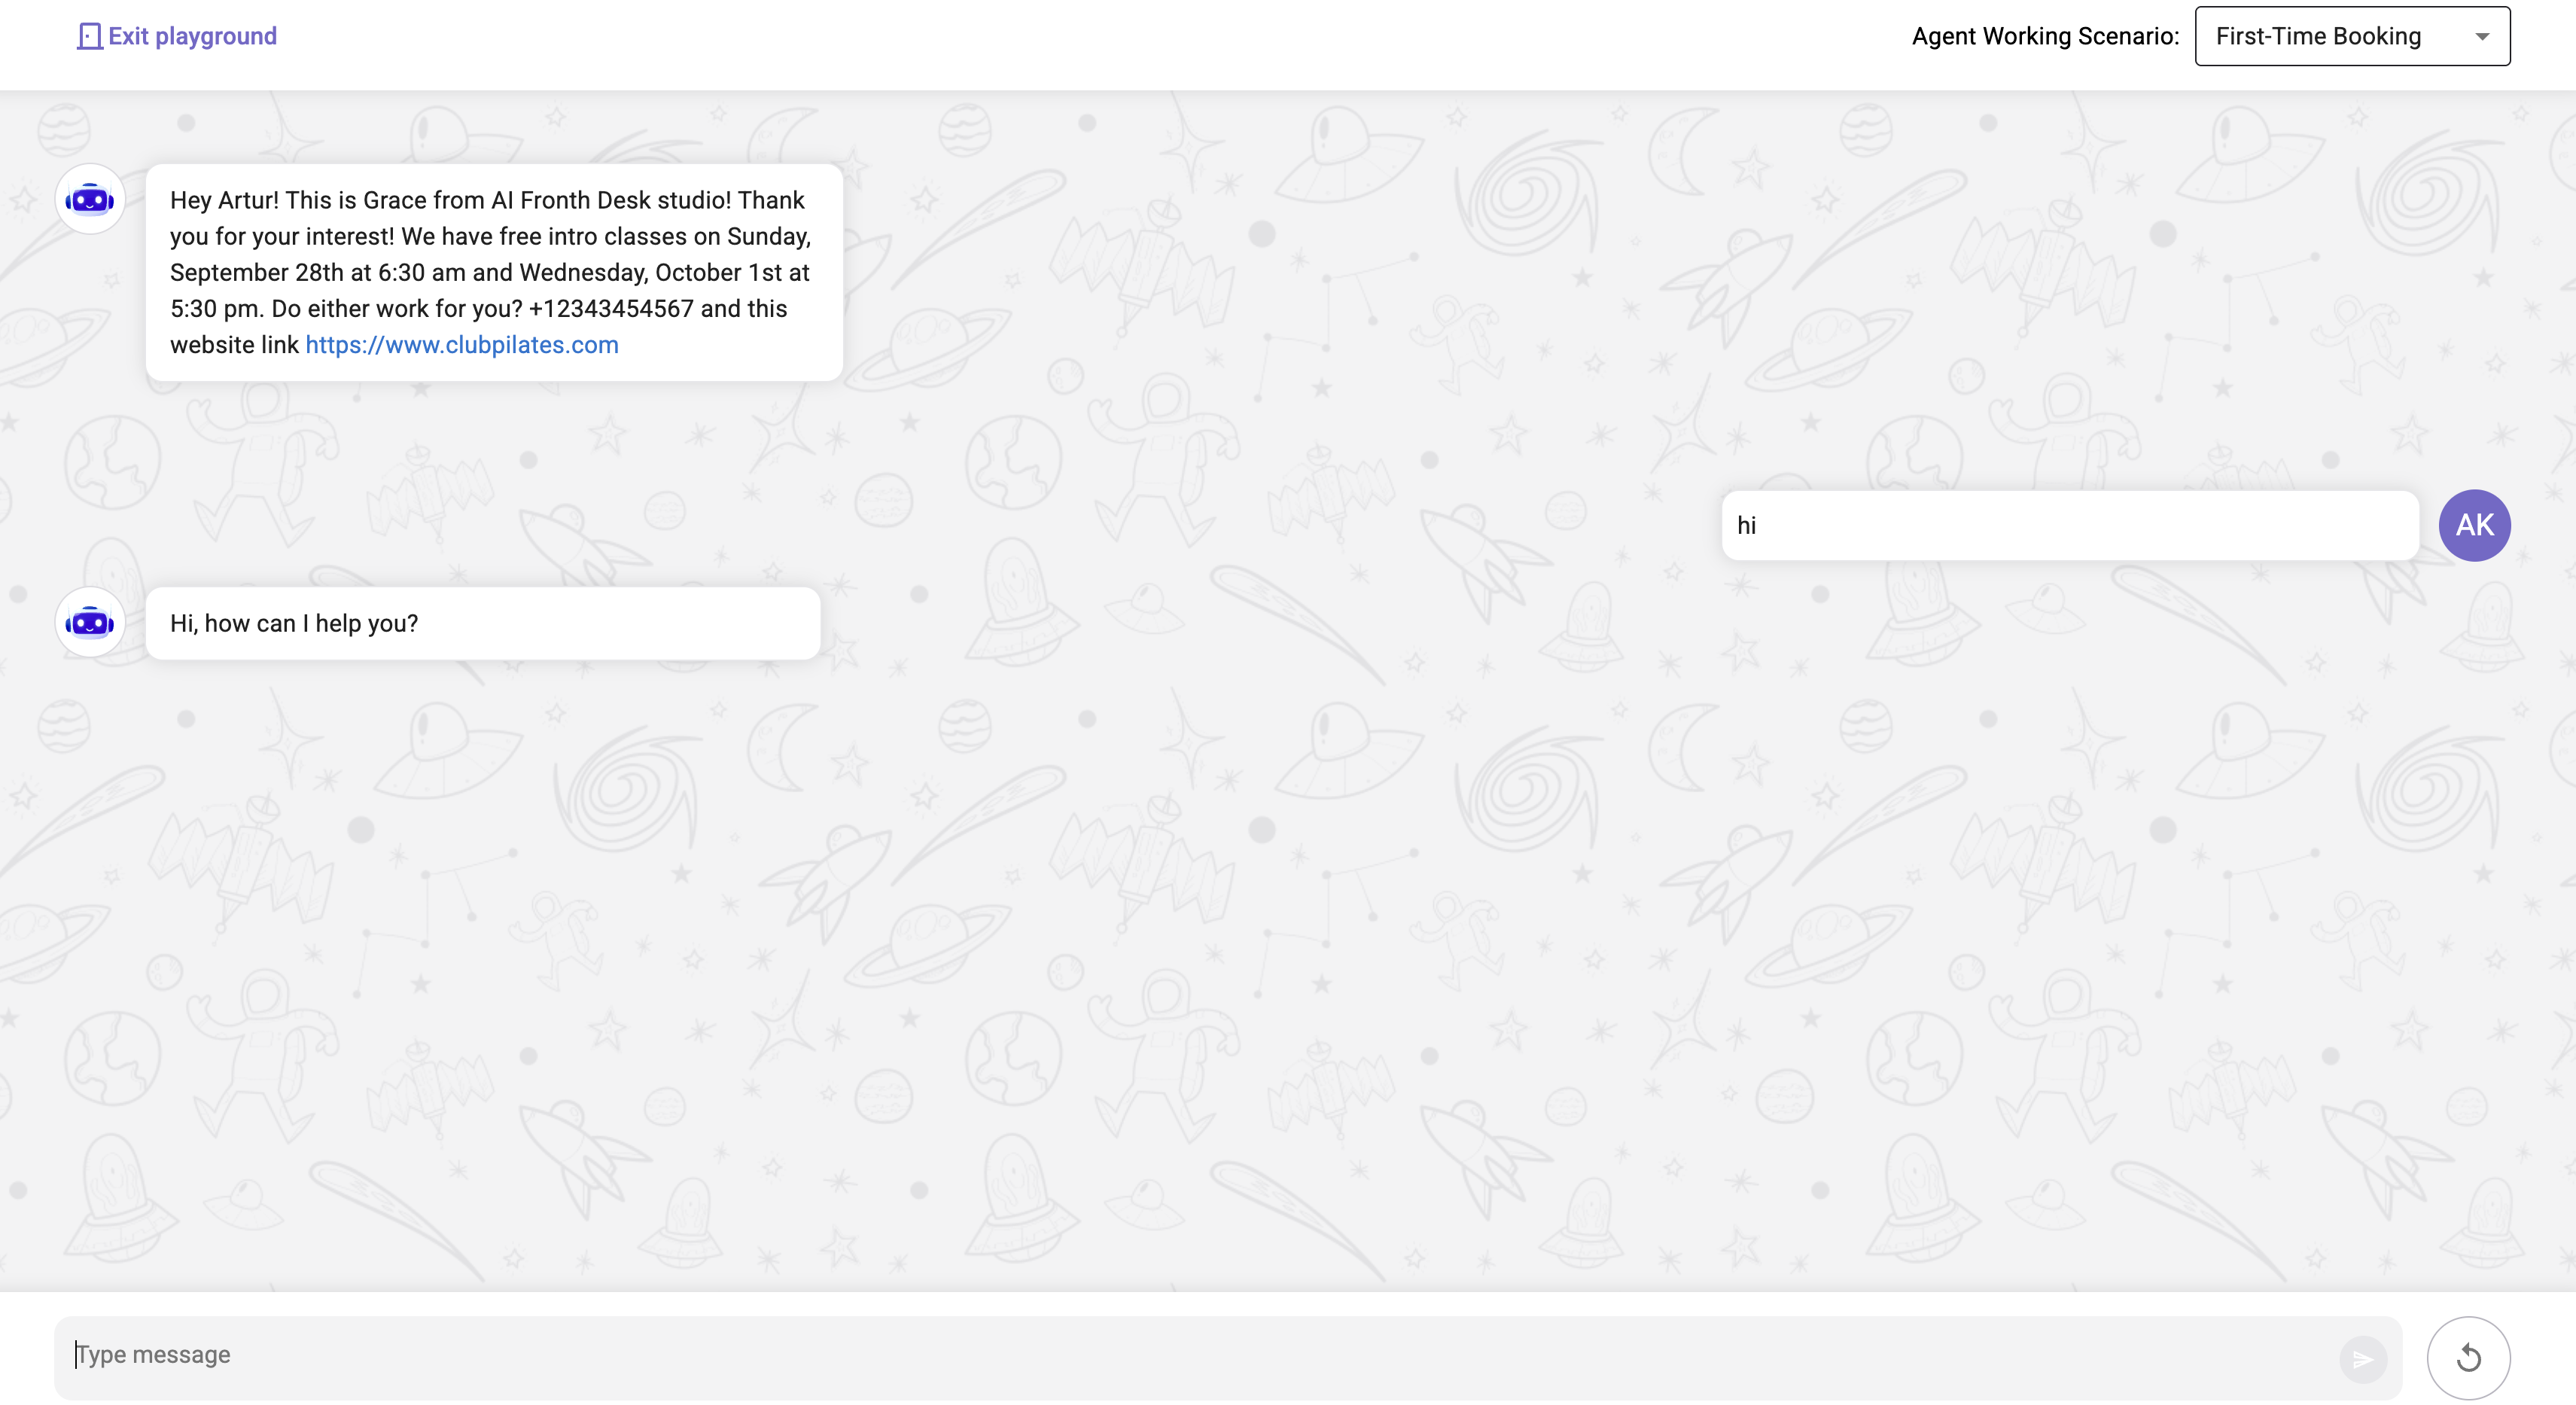 Exit playground
Agent Working Scenario:
First-Time Booking
Hey Artur! This is Grace from AI Fronth Desk studio! Thank
you for your interest! We have free intro classes on Sunday,
September 28th at 6:30 am and Wednesday, October 1st at
5:30 pm. Do either work for you? +12343454567 and this
website link https://www.clubpilates.com
hi
AK
Hi, how can I help you?
Type message